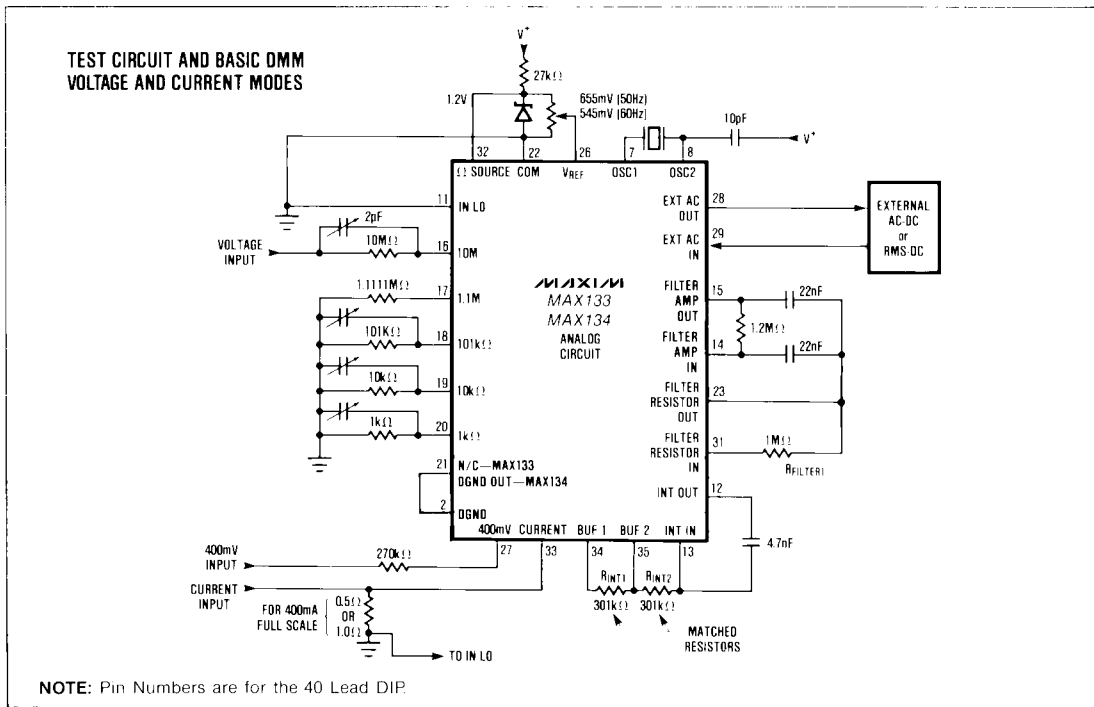 TEST CIRCUIT AND BASIC DMM
VOLTAGE AND CURRENT MODES
V+
27kΩ
1.2V
655mV (50Hz)
545mV (60Hz)
10pF
V+
32
22
26
7
8
Ω SOURCE COM
VREF
OSC1
OSC2
11
IN LO
2pF
VOLTAGE
INPUT
10MΩ
16
10M
1.1111MΩ
17
1.1M
101KΩ
18
101kΩ
10kΩ
19
10kΩ
1kΩ
20
1kΩ
21
N/C—MAX133
DGND OUT—MAX134
2
DGND
MAXIM
MAX133
MAX134
ANALOG
CIRCUIT
EXT AC
OUT
28
EXT AC
IN
29
EXTERNAL
AC-DC
or
RMS-DC
FILTER
AMP
OUT
15
22nF
1.2MΩ
FILTER
AMP
IN
14
22nF
FILTER
RESISTOR
OUT
23
FILTER
RESISTOR
IN
31
1MΩ
RFILTER1
INT OUT
12
4.7nF
400mV CURRENT BUF 1 BUF 2 INT IN
27
33
34
35
13
400mV
INPUT
270kΩ
CURRENT
INPUT
FOR 400mA
FULL SCALE
0.5Ω
OR
1.0Ω
TO IN LO
RINT1
301kΩ
RINT2
301kΩ
MATCHED
RESISTORS
NOTE: Pin Numbers are for the 40 Lead DIP.